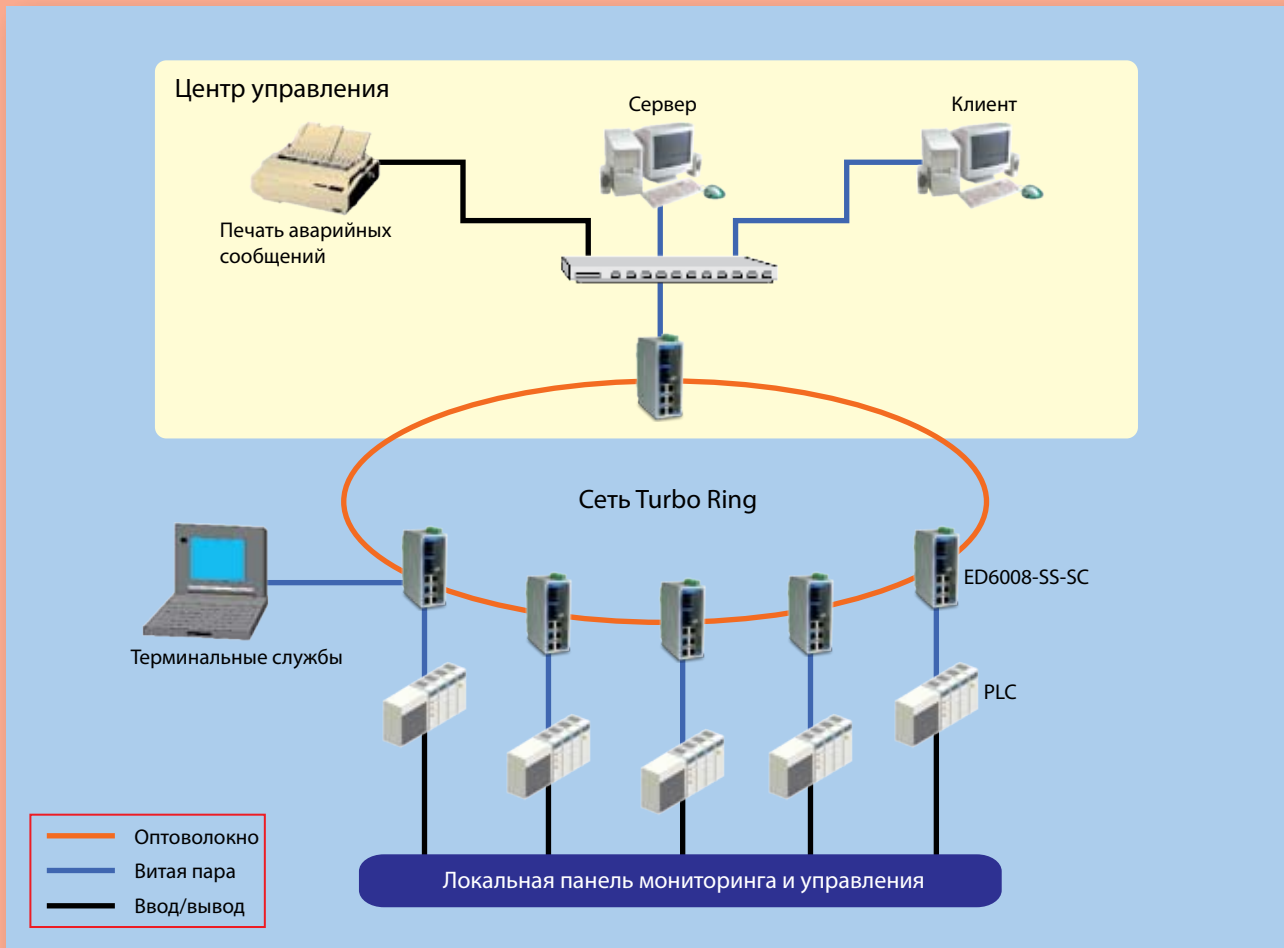 Центр управления
Сервер
Клиент
Печать аварийных
сообщений
Сеть Turbo Ring
ED6008-SS-SC
Терминальные службы
PLC
Оптоволокно
Витая пара
Ввод/вывод
Локальная панель мониторинга и управления